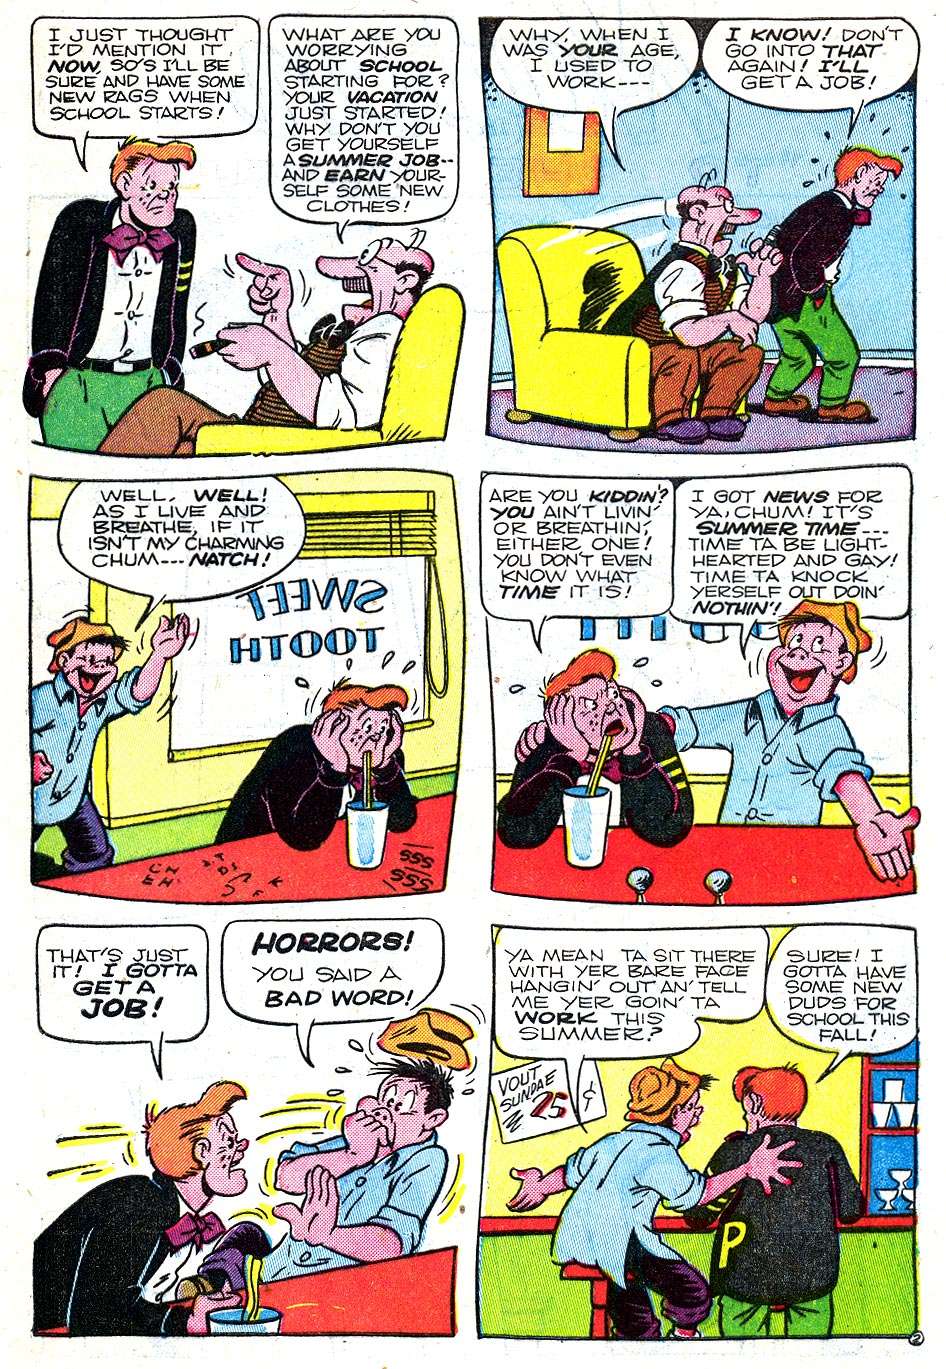 I JUST THOUGHT
I'D MENTION IT
NOW, SO'S I'LL BE
SURE AND HAVE SOME
NEW RAGS WHEN
SCHOOL STARTS!
WHAT ARE YOU
WORRYING
ABOUT SCHOOL
STARTING FOR?
YOUR VACATION
JUST STARTED!
WHY DON'T YOU
GET YOURSELF
A SUMMER JOB--
AND EARN YOUR-
SELF SOME NEW
CLOTHES!
WHY, WHEN I
WAS YOUR AGE,
I USED TO
WORK---
I KNOW! DON'T
GO INTO THAT
AGAIN! I'LL
GET A JOB!
WELL, WELL!
AS I LIVE AND
BREATHE, IF IT
ISN'T MY CHARMING
CHUM--- NATCH!
SWEET
TOOTH
SSS
SSS
ARE YOU KIDDIN'?
YOU AIN'T LIVIN'
OR BREATHIN',
EITHER ONE!
YOU DON'T EVEN
KNOW WHAT
TIME IT IS!
I GOT NEWS FOR
YA, CHUM! IT'S
SUMMER TIME---
TIME TA BE LIGHT-
HEARTED AND GAY!
TIME TA KNOCK
YERSELF OUT DOIN'
NOTHIN'!
THAT'S JUST
IT! I GOTTA
GET A
JOB!
HORRORS!
YOU SAID A
BAD WORD!
YA MEAN TA SIT THERE
WITH YER BARE FACE
HANGIN' OUT AN' TELL
ME YER GOIN' TA
WORK THIS
SUMMER?
SURE! I
GOTTA HAVE
SOME NEW
DUDS FOR
SCHOOL THIS
FALL!
VOUT
SUNDAE
25 ¢
P
2